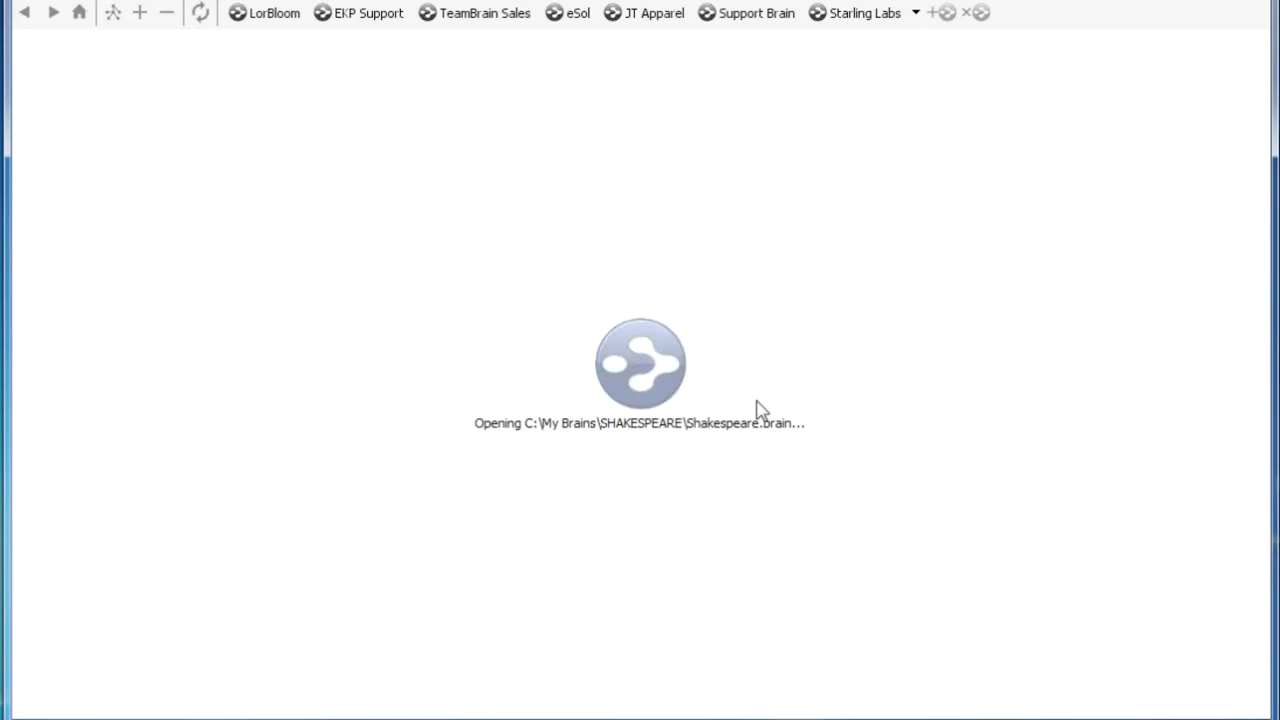 LorBloom EKP Support TeamBrain Sales eSol JT Apparel Support Brain Starling Labs
Opening C:\My Brains\SHAKESPEARE\Shakespeare.brain...